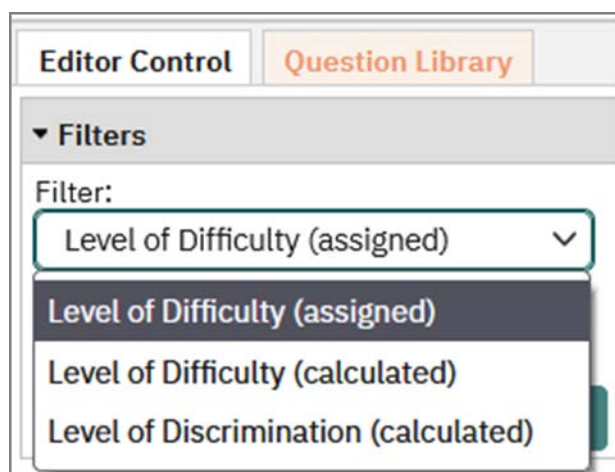 Editor Control Question Library
Filters
Filter:
Level of Difficulty (assigned)
Level of Difficulty (assigned)
Level of Difficulty (calculated)
Level of Discrimination (calculated)